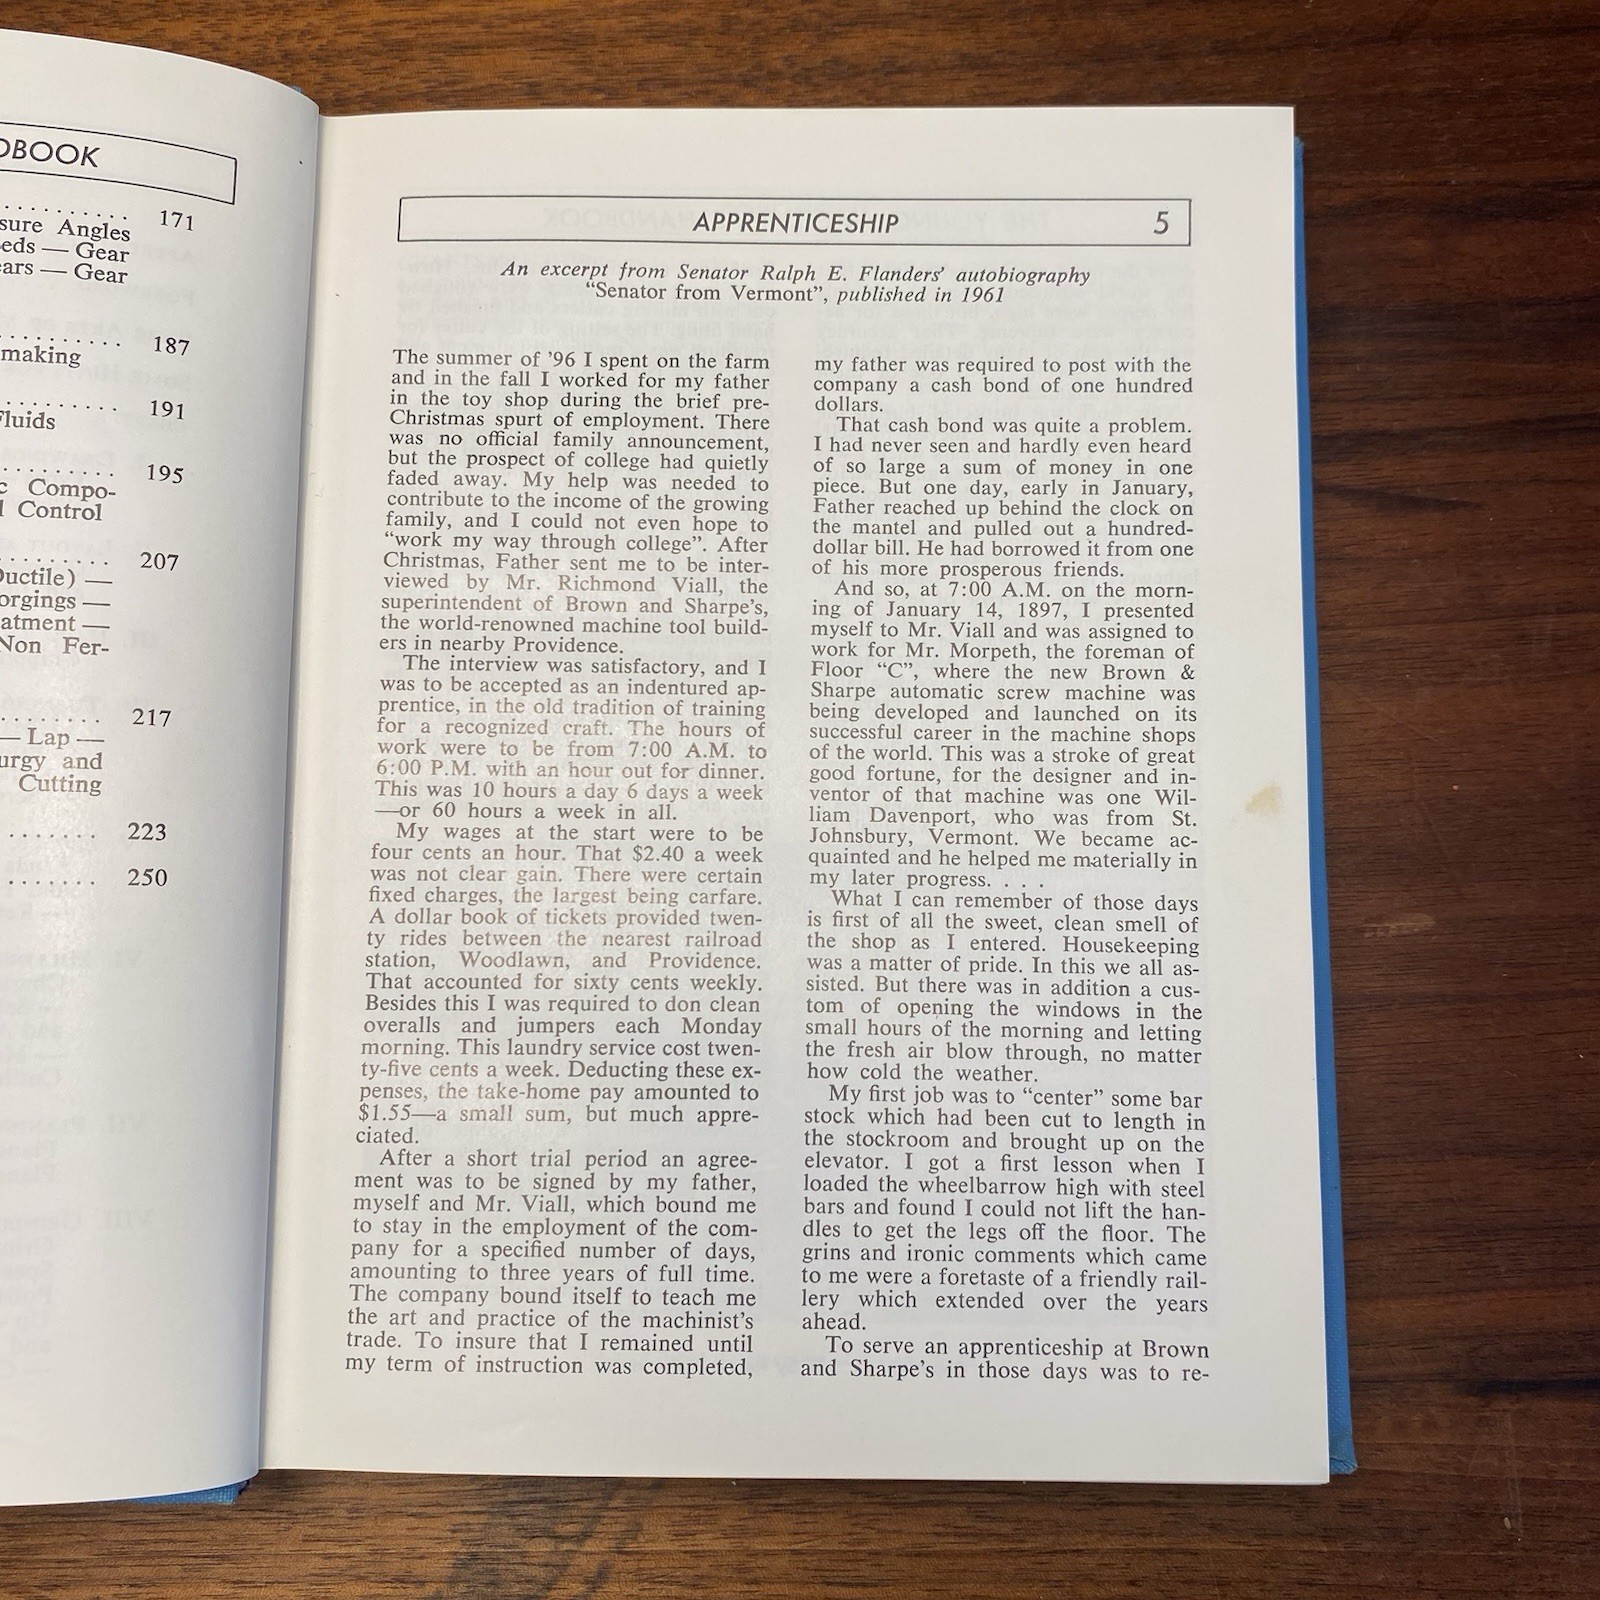 DBOOK
171
sure Angles
eds — Gear
ars — Gear
187
making
191
Fluids
195
c Compo-
l Control
207
Ductile) —
orgings —
atment —
Non Fer-
217
— Lap —
urgy and
Cutting
223
250
APPRENTICESHIP 5
An excerpt from Senator Ralph E. Flanders' autobiography
“Senator from Vermont”, published in 1961
The summer of ’96 I spent on the farm
and in the fall I worked for my father
in the toy shop during the brief pre-
Christmas spurt of employment. There
was no official family announcement,
but the prospect of college had quietly
faded away. My help was needed to
contribute to the income of the growing
family, and I could not even hope to
“work my way through college”. After
Christmas, Father sent me to be inter-
viewed by Mr. Richmond Viall, the
superintendent of Brown and Sharpe’s,
the world-renowned machine tool build-
ers in nearby Providence.
The interview was satisfactory, and I
was to be accepted as an indentured ap-
prentice, in the old tradition of training
for a recognized craft. The hours of
work were to be from 7:00 A.M. to
6:00 P.M. with an hour out for dinner.
This was 10 hours a day 6 days a week
—or 60 hours a week in all.
My wages at the start were to be
four cents an hour. That $2.40 a week
was not clear gain. There were certain
fixed charges, the largest being carfare.
A dollar book of tickets provided twen-
ty rides between the nearest railroad
station, Woodlawn, and Providence.
That accounted for sixty cents weekly.
Besides this I was required to don clean
overalls and jumpers each Monday
morning. This laundry service cost twen-
ty-five cents a week. Deducting these ex-
penses, the take-home pay amounted to
$1.55—a small sum, but much appre-
ciated.
After a short trial period an agree-
ment was to be signed by my father,
myself and Mr. Viall, which bound me
to stay in the employment of the com-
pany for a specified number of days,
amounting to three years of full time.
The company bound itself to teach me
the art and practice of the machinist’s
trade. To insure that I remained until
my term of instruction was completed,
my father was required to post with the
company a cash bond of one hundred
dollars.
That cash bond was quite a problem.
I had never seen and hardly even heard
of so large a sum of money in one
piece. But one day, early in January,
Father reached up behind the clock on
the mantel and pulled out a hundred-
dollar bill. He had borrowed it from one
of his more prosperous friends.
And so, at 7:00 A.M. on the morn-
ing of January 14, 1897, I presented
myself to Mr. Viall and was assigned to
work for Mr. Morpeth, the foreman of
Floor “C”, where the new Brown &
Sharpe automatic screw machine was
being developed and launched on its
successful career in the machine shops
of the world. This was a stroke of great
good fortune, for the designer and in-
ventor of that machine was one Wil-
liam Davenport, who was from St.
Johnsbury, Vermont. We became ac-
quainted and he helped me materially in
my later progress. . . .
What I can remember of those days
is first of all the sweet, clean smell of
the shop as I entered. Housekeeping
was a matter of pride. In this we all as-
sisted. But there was in addition a cus-
tom of opening the windows in the
small hours of the morning and letting
the fresh air blow through, no matter
how cold the weather.
My first job was to “center” some bar
stock which had been cut to length in
the stockroom and brought up on the
elevator. I got a first lesson when I
loaded the wheelbarrow high with steel
bars and found I could not lift the han-
dles to get the legs off the floor. The
grins and ironic comments which came
to me were a foretaste of a friendly rail-
lery which extended over the years
ahead.
To serve an apprenticeship at Brown
and Sharpe’s in those days was to re-